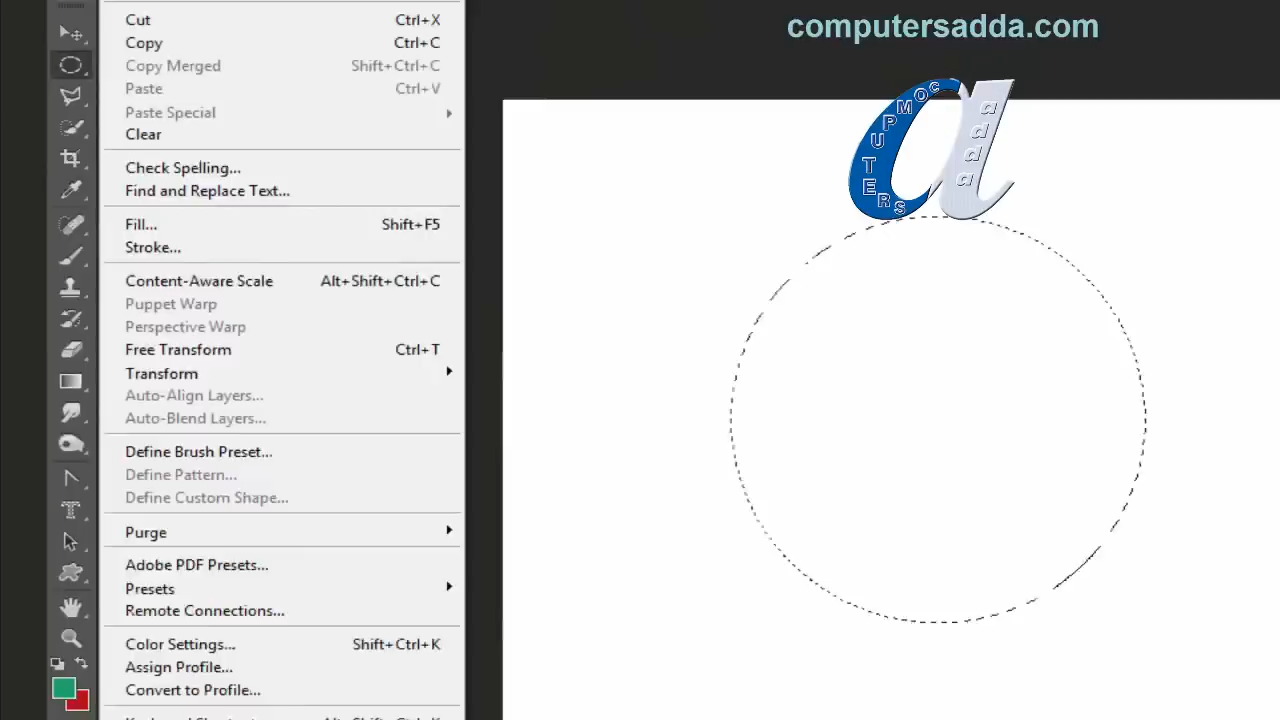 computersadda.com
COMPUTERS
adda
Cut Ctrl+X
Copy Ctrl+C
Copy Merged Shift+Ctrl+C
Paste Ctrl+V
Paste Special
Clear
Check Spelling...
Find and Replace Text...
Fill... Shift+F5
Stroke...
Content-Aware Scale Alt+Shift+Ctrl+C
Puppet Warp
Perspective Warp
Free Transform Ctrl+T
Transform
Auto-Align Layers...
Auto-Blend Layers...
Define Brush Preset...
Define Pattern...
Define Custom Shape...
Purge
Adobe PDF Presets...
Presets
Remote Connections...
Color Settings... Shift+Ctrl+K
Assign Profile...
Convert to Profile...